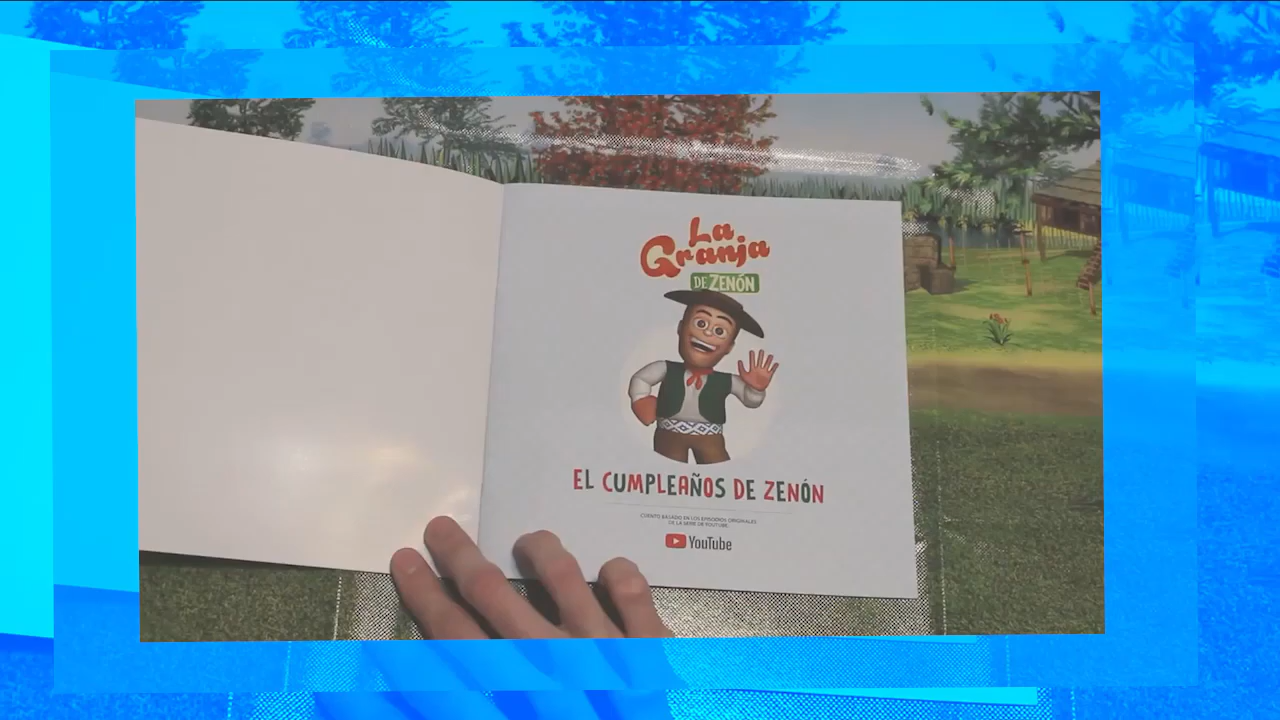 La
Granja
DE ZENÓN
EL CUMPLEAÑOS DE ZENÓN
CUENTO BASADO EN LOS EPISODIOS ORIGINALES
DE LA SERIE DE YOUTUBE.
YouTube